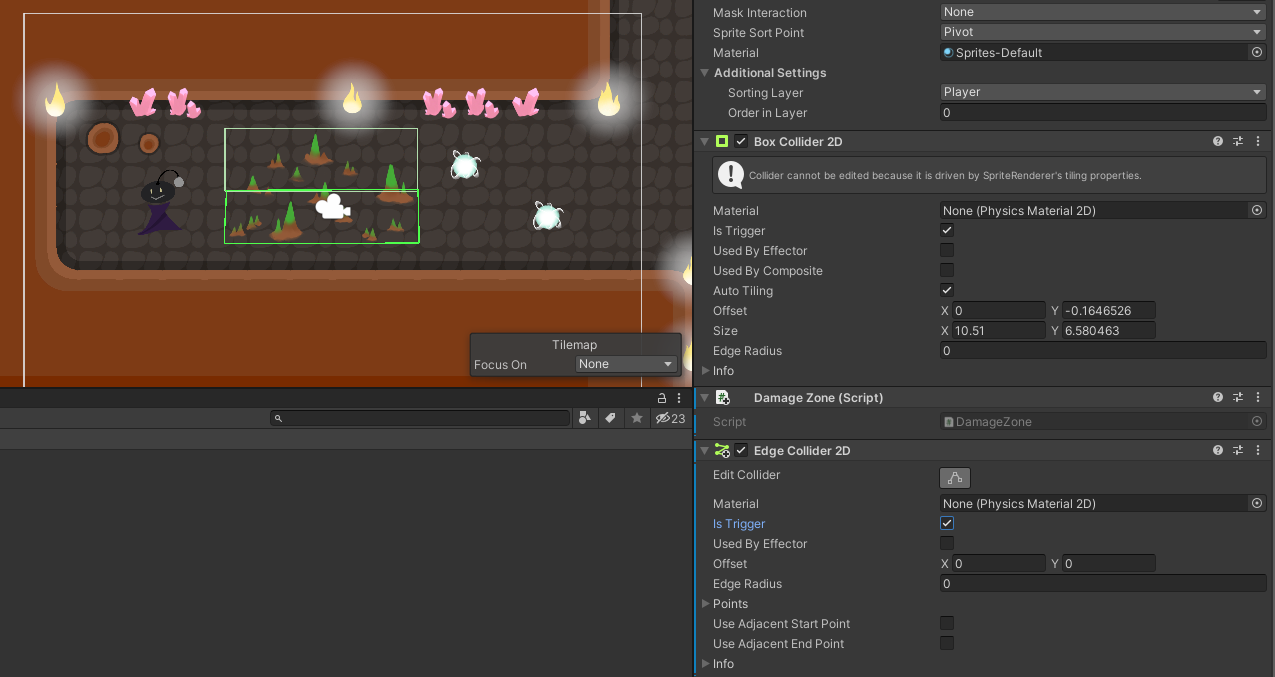 Mask Interaction None
Sprite Sort Point Pivot
Material Sprites-Default
Additional Settings
Sorting Layer Player
Order in Layer 0
Box Collider 2D
Collider cannot be edited because it is driven by SpriteRenderer's tiling properties.
Material None (Physics Material 2D)
Is Trigger
Used By Effector
Used By Composite
Auto Tiling
Offset X 0 Y -0.1646526
Size X 10.51 Y 6.580463
Edge Radius 0
Info
Tilemap
Focus On None
23
Damage Zone (Script)
Script DamageZone
Edge Collider 2D
Edit Collider
Material None (Physics Material 2D)
Is Trigger
Used By Effector
Offset X 0 Y 0
Edge Radius 0
Points
Use Adjacent Start Point
Use Adjacent End Point
Info